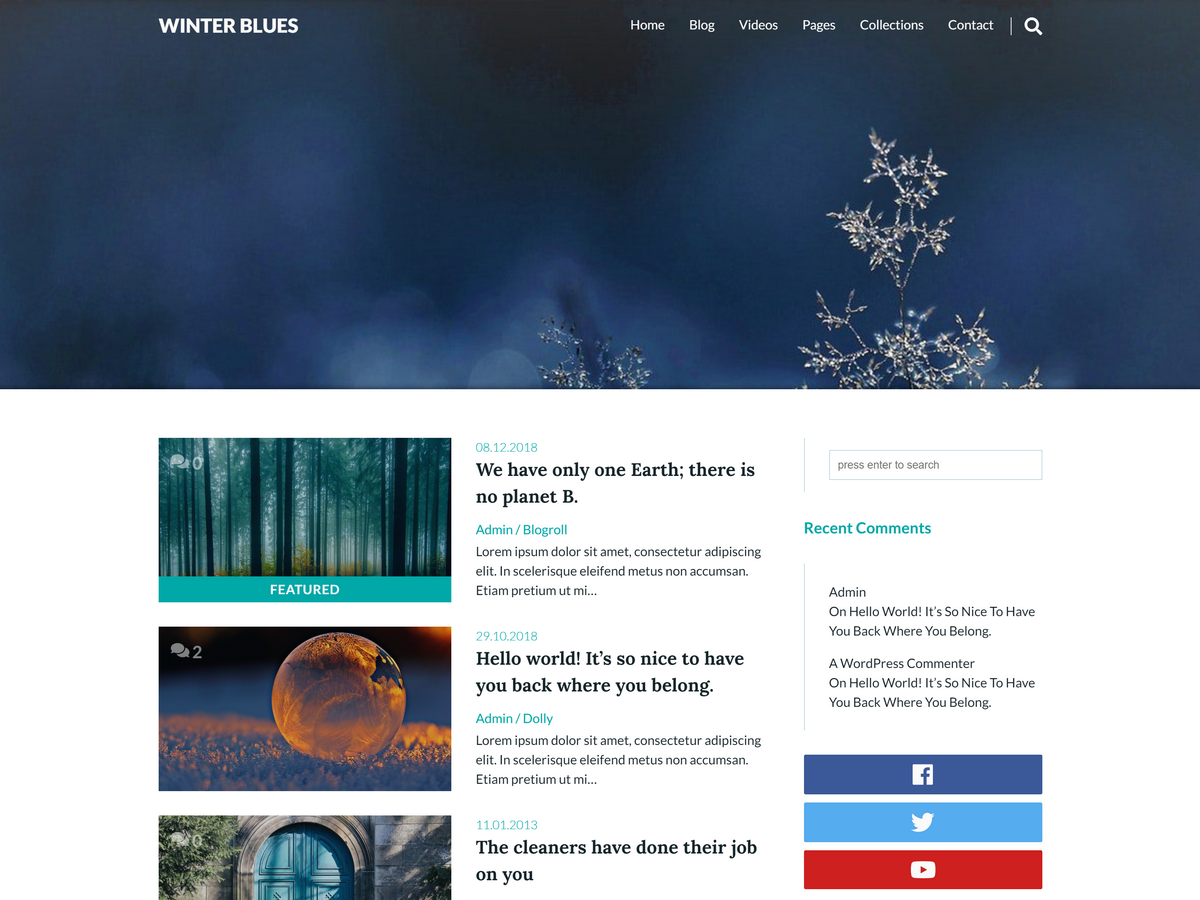 WINTER BLUES
Home Blog Videos Pages Collections Contact
0
FEATURED
08.12.2018
We have only one Earth; there is
no planet B.
Admin / Blogroll
Lorem ipsum dolor sit amet, consectetur adipiscing
elit. In scelerisque eleifend metus non accumsan.
Etiam pretium ut mi...
2
29.10.2018
Hello world! It’s so nice to have
you back where you belong.
Admin / Dolly
Lorem ipsum dolor sit amet, consectetur adipiscing
elit. In scelerisque eleifend metus non accumsan.
Etiam pretium ut mi...
0
11.01.2013
The cleaners have done their job
on you
press enter to search
Recent Comments
Admin
On Hello World! It’s So Nice To Have
You Back Where You Belong.
A WordPress Commenter
On Hello World! It’s So Nice To Have
You Back Where You Belong.